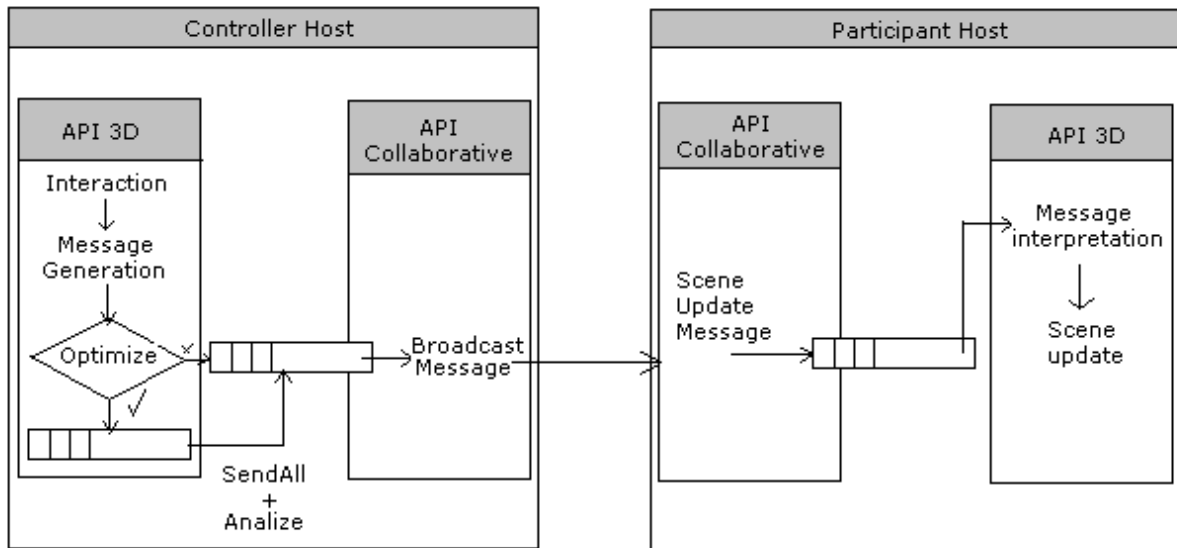 Controller Host
API 3D
Interaction
Message
Generation
Optimize
SendAll
+
Analize
API
Collaborative
Broadcast
Message
Participant Host
API
Collaborative
Scene
Update
Message
API 3D
Message
interpretation
Scene
update